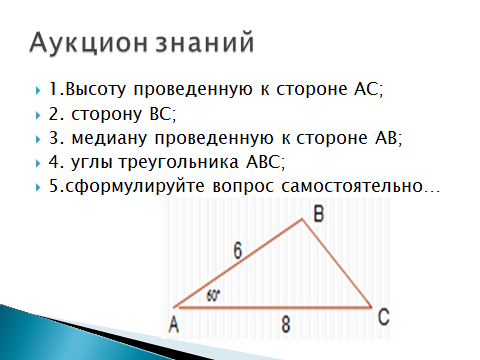 Аукцион знаний
1.Высоту проведенную к стороне АС;
2. сторону ВС;
3. медиану проведенную к стороне АВ;
4. углы треугольника АВС;
5.сформулируйте вопрос самостоятельно...
B
6
60°
A
8
C